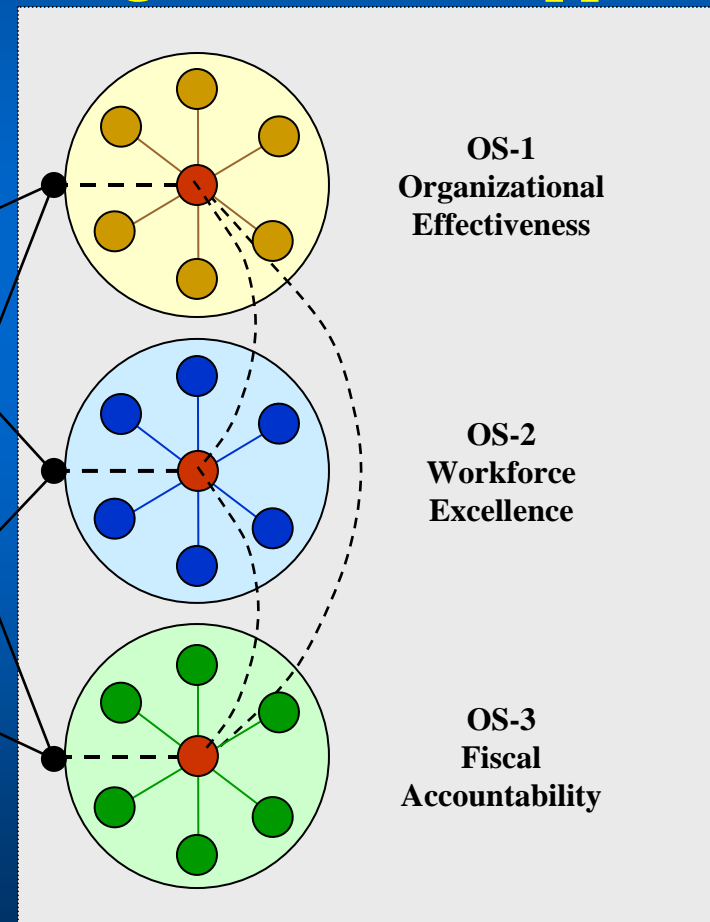 OS-1
Organizational
Effectiveness
OS-2
Workforce
Excellence
OS-3
Fiscal
Accountability